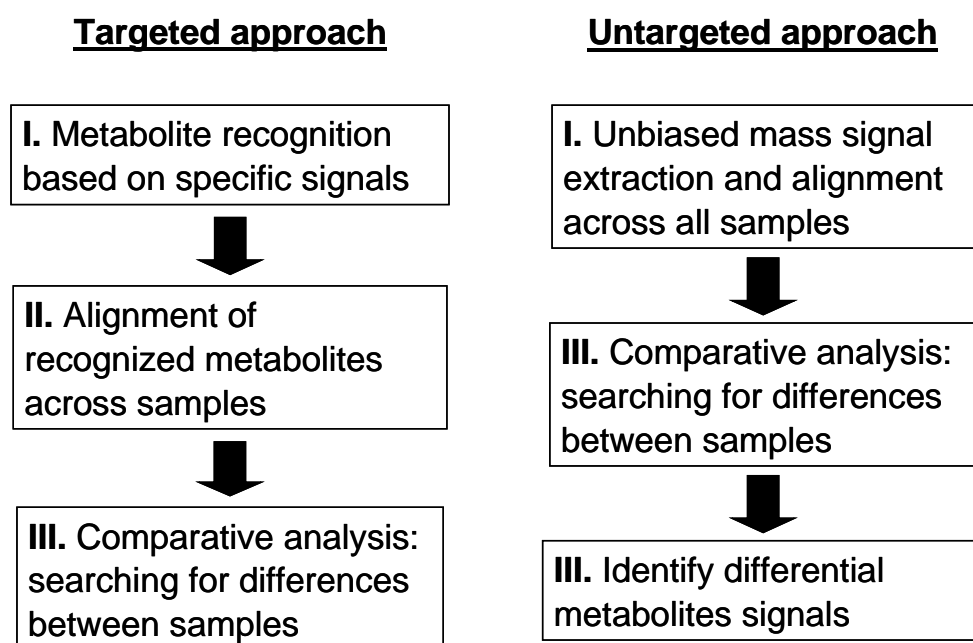 Targeted approach
I. Metabolite recognition
based on specific signals
II. Alignment of
recognized metabolites
across samples
III. Comparative analysis:
searching for differences
between samples
Untargeted approach
I. Unbiased mass signal
extraction and alignment
across all samples
III. Comparative analysis:
searching for differences
between samples
III. Identify differential
metabolites signals